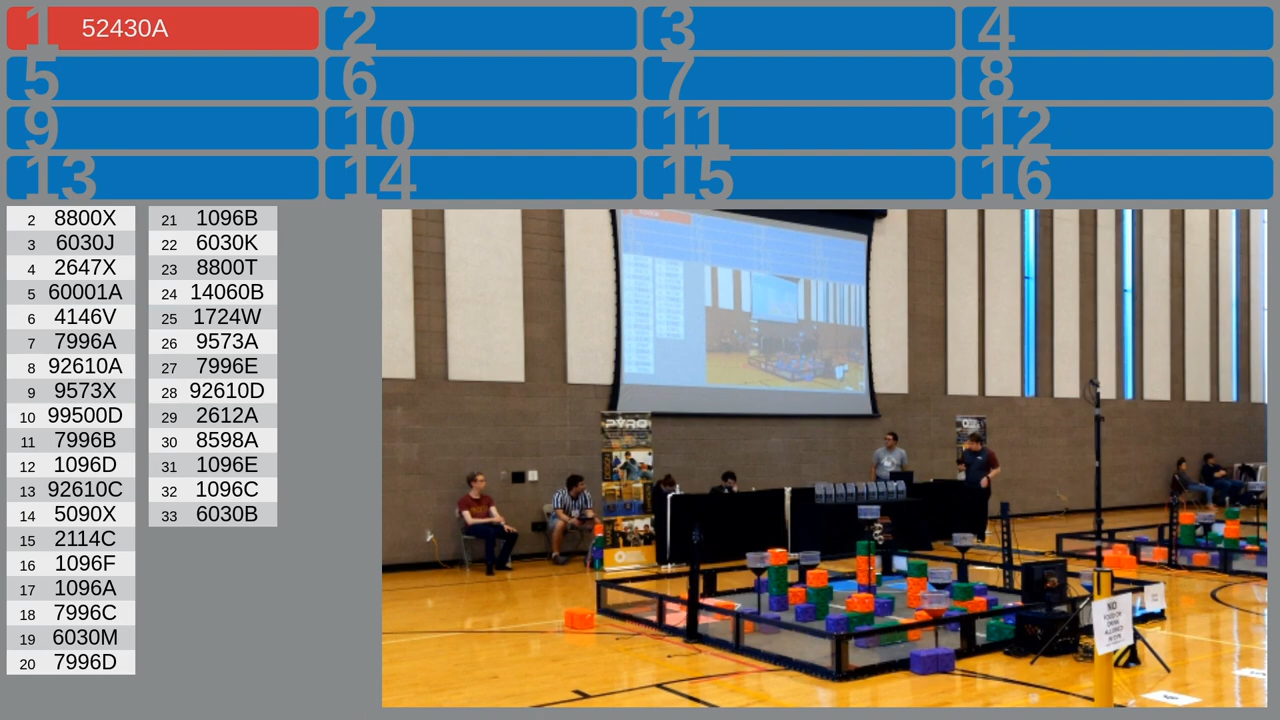 1 52430A 2 3 4
5 6 7 8
9 10 11 12
13 14 15 16
2 8800X
3 6030J
4 2647X
5 60001A
6 4146V
7 7996A
8 92610A
9 9573X
10 99500D
11 7996B
12 1096D
13 92610C
14 5090X
15 2114C
16 1096F
17 1096A
18 7996C
19 6030M
20 7996D
21 1096B
22 6030K
23 8800T
24 14060B
25 1724W
26 9573A
27 7996E
28 92610D
29 2612A
30 8598A
31 1096E
32 1096C
33 6030B
PYRO
NO